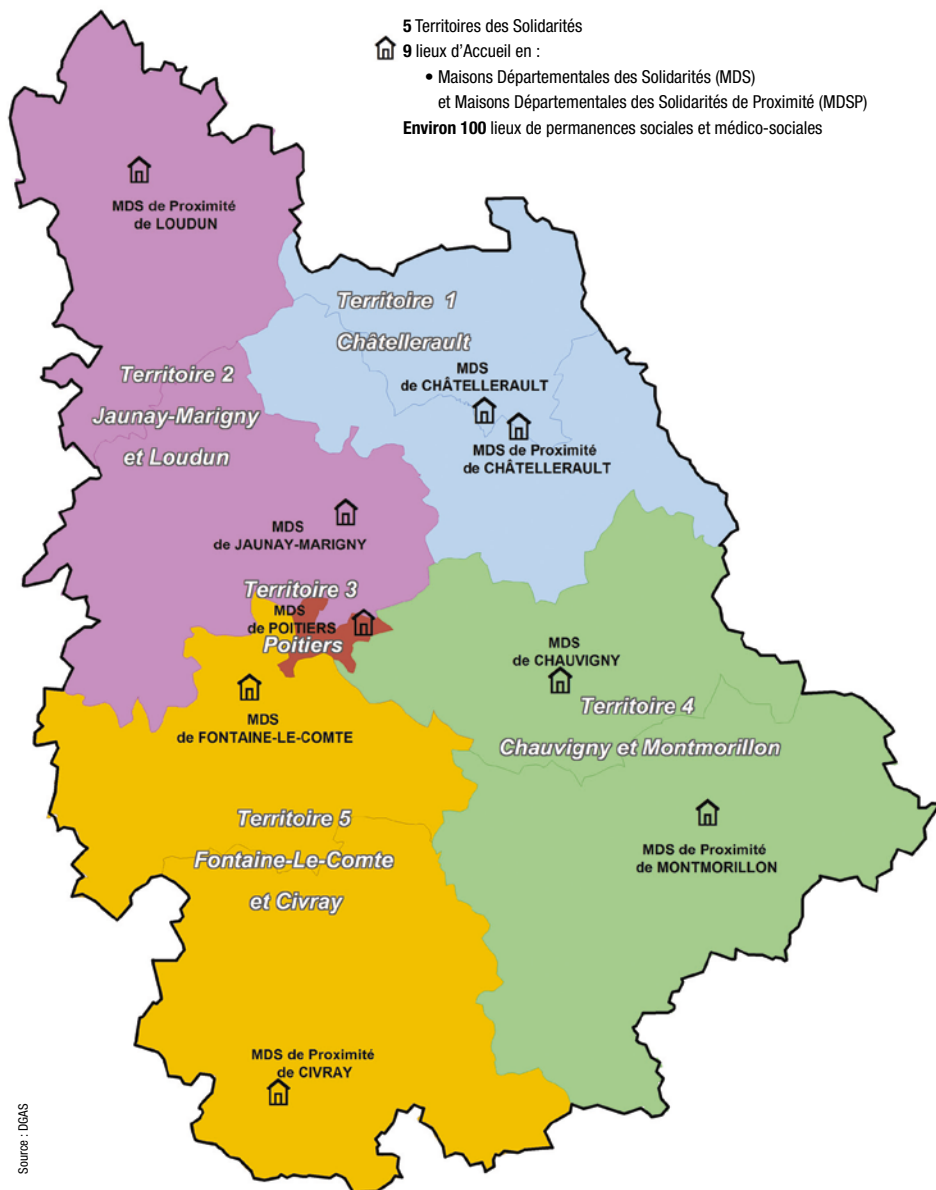 5 Territoires des Solidarités
9 lieux d'Accueil en :
• Maisons Départementales des Solidarités (MDS)
et Maisons Départementales des Solidarités de Proximité (MDSP)
Environ 100 lieux de permanences sociales et médico-sociales
MDS de Proximité
de LOUDUN
Territoire 1
Châtellerault
MDS
de CHÂTELLERAULT
MDS de Proximité
de CHÂTELLERAULT
Territoire 2
Jaunay-Marigny
et Loudun
MDS
de JAUNAY-MARIGNY
Territoire 3
MDS
de POITIERS
Poitiers
MDS
de CHAUVIGNY
Territoire 4
Chauvigny et Montmorillon
MDS
de FONTAINE-LE-COMTE
Territoire 5
Fontaine-Le-Comte
et Civray
MDS de Proximité
de MONTMORILLON
MDS de Proximité
de CIVRAY
Source : DGAS